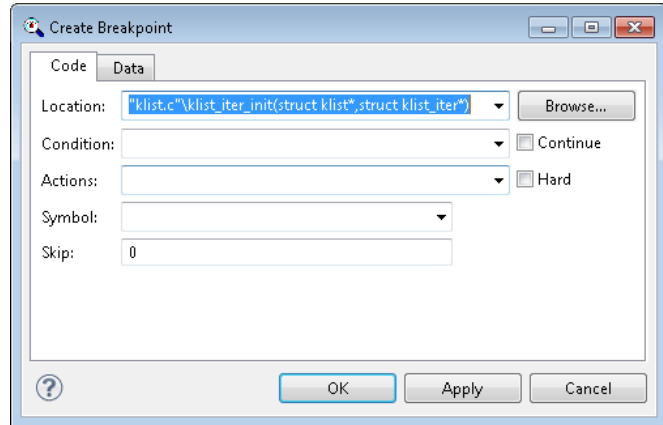 Create Breakpoint
Code Data
Location: "klist.c"\klist_iter_init(struct klist*,struct klist_iter*) Browse...
Condition: Continue
Actions: Hard
Symbol:
Skip: 0
? OK Apply Cancel